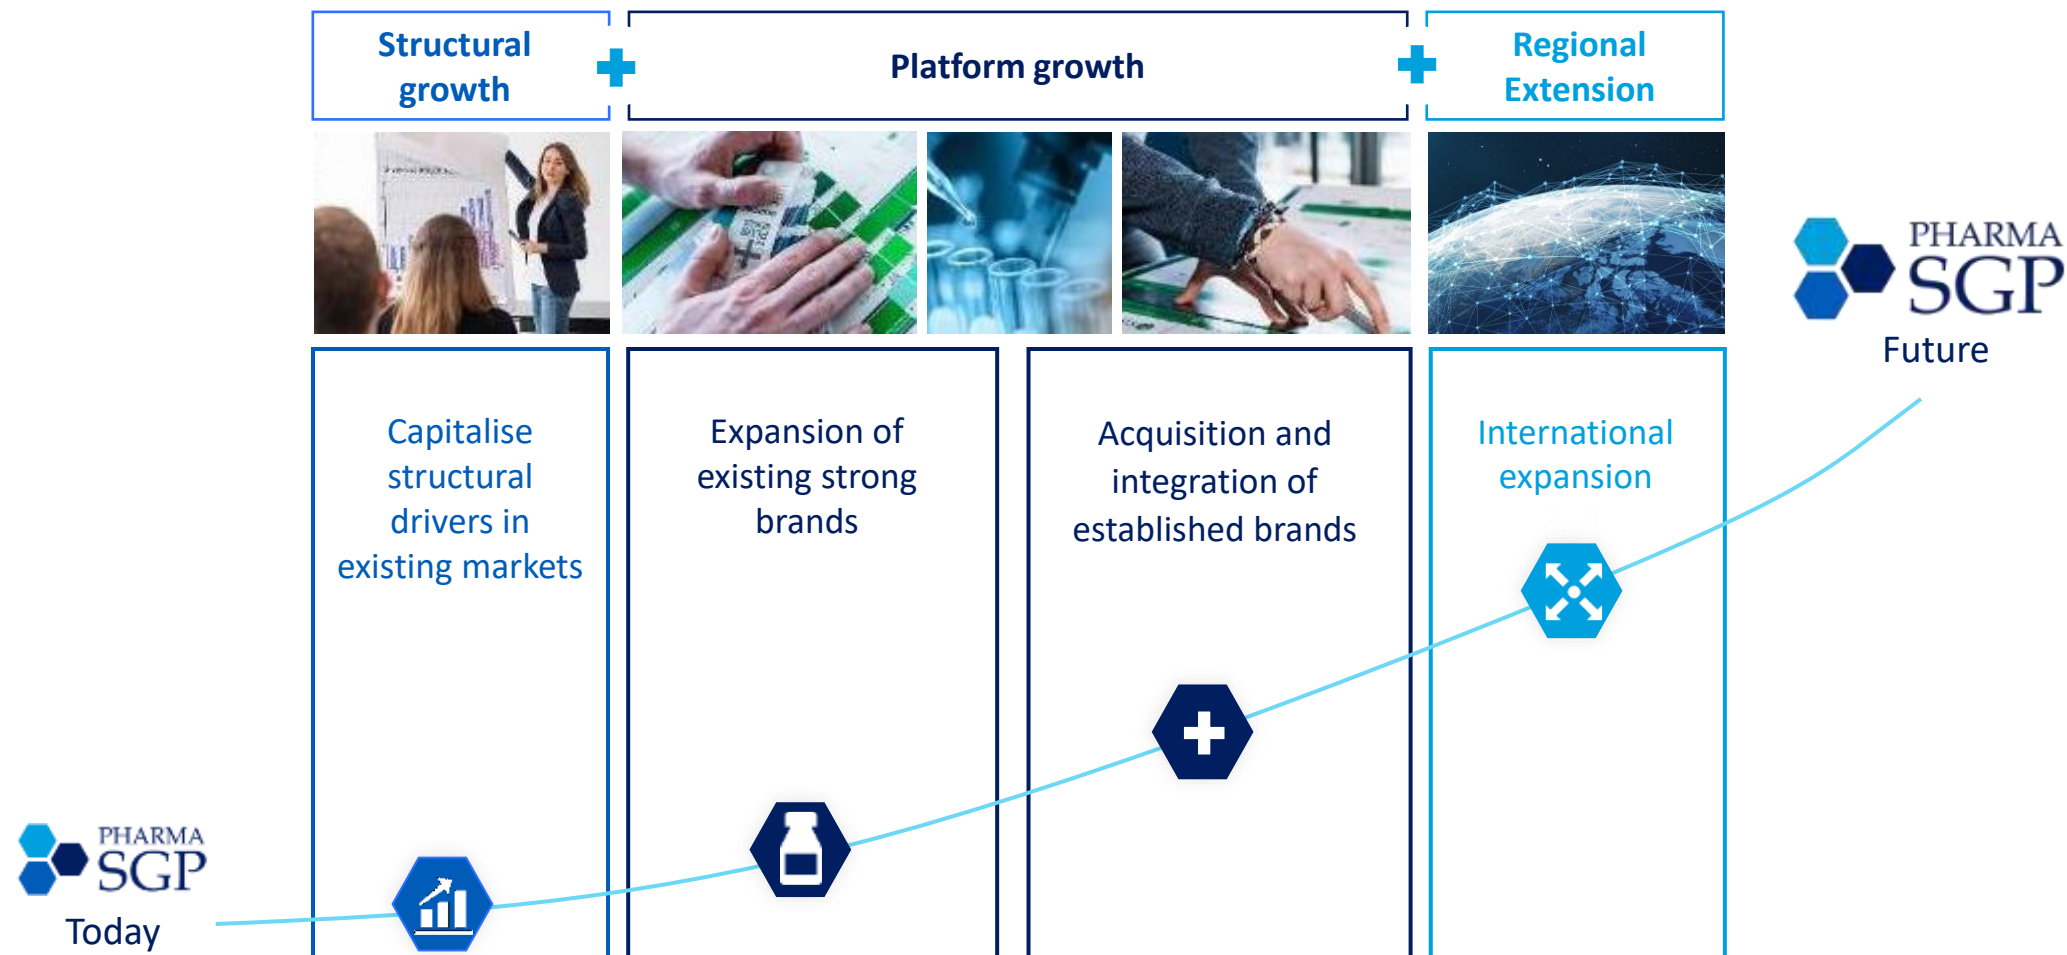 Structural
growth
Platform growth
Regional
Extension
PHARMA
SGP
Future
Capitalise
structural
drivers in
existing markets
Expansion of
existing strong
brands
Acquisition and
integration of
established brands
International
expansion
PHARMA
SGP
Today